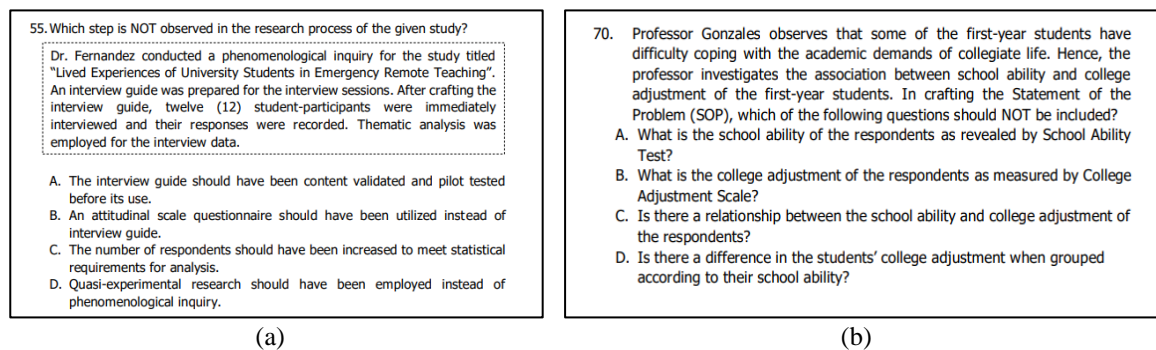 55. Which step is NOT observed in the research process of the given study?
Dr. Fernandez conducted a phenomenological inquiry for the study titled
"Lived Experiences of University Students in Emergency Remote Teaching".
An interview guide was prepared for the interview sessions. After crafting the
interview guide, twelve (12) student-participants were immediately
interviewed and their responses were recorded. Thematic analysis was
employed for the interview data.
A. The interview guide should have been content validated and pilot tested
before its use.
B. An attitudinal scale questionnaire should have been utilized instead of
interview guide.
C. The number of respondents should have been increased to meet statistical
requirements for analysis.
D. Quasi-experimental research should have been employed instead of
phenomenological inquiry.
(a)
70. Professor Gonzales observes that some of the first-year students have
difficulty coping with the academic demands of collegiate life. Hence, the
professor investigates the association between school ability and college
adjustment of the first-year students. In crafting the Statement of the
Problem (SOP), which of the following questions should NOT be included?
A. What is the school ability of the respondents as revealed by School Ability
Test?
B. What is the college adjustment of the respondents as measured by College
Adjustment Scale?
C. Is there a relationship between the school ability and college adjustment of
the respondents?
D. Is there a difference in the students' college adjustment when grouped
according to their school ability?
(b)